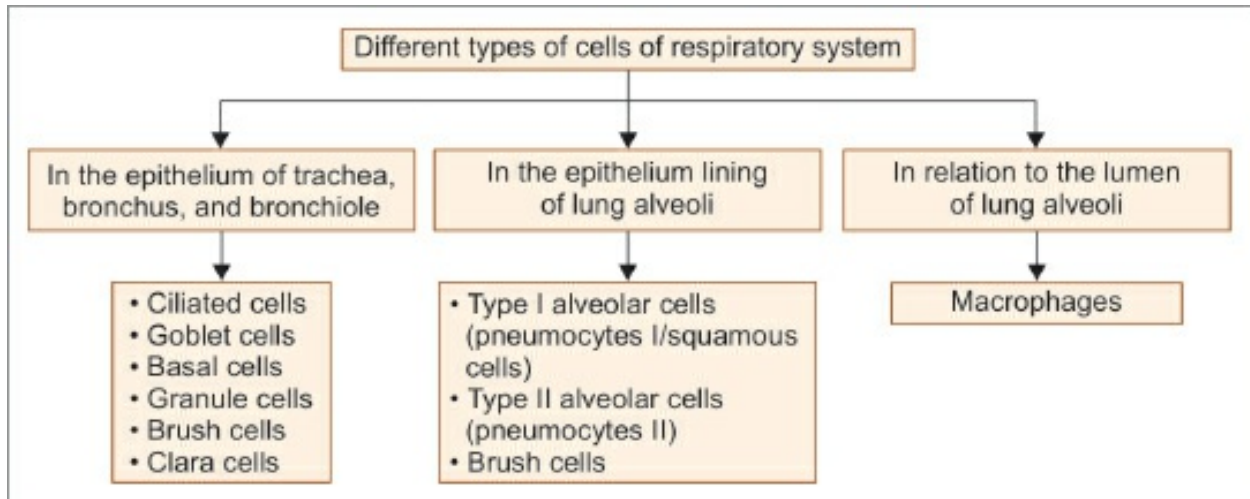 Different types of cells of respiratory system
In the epithelium of trachea,
bronchus, and bronchiole
• Ciliated cells
• Goblet cells
• Basal cells
• Granule cells
• Brush cells
• Clara cells
In the epithelium lining
of lung alveoli
• Type I alveolar cells
(pneumocytes I/squamous
cells)
• Type II alveolar cells
(pneumocytes II)
• Brush cells
In relation to the lumen
of lung alveoli
Macrophages